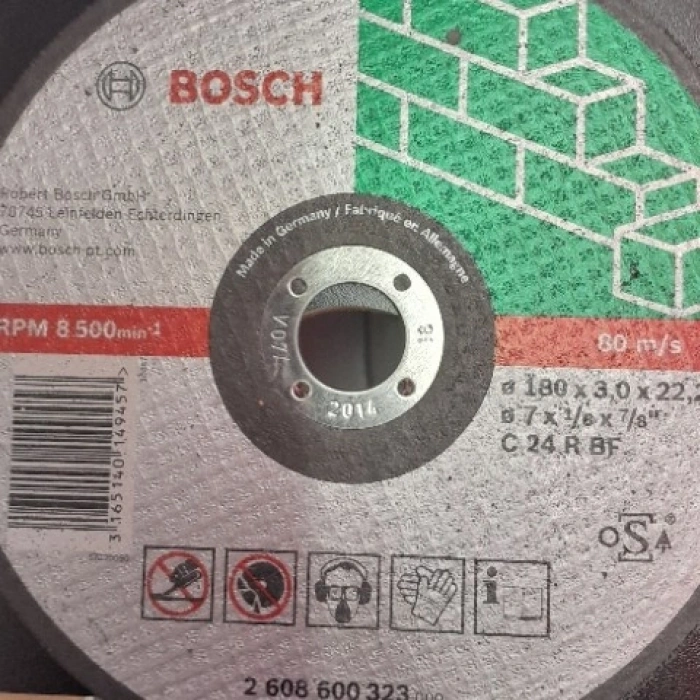 BOSCH
Robert Bosch GmbH
70745 Leinfelden-Echterdingen
Germany
www.bosch-pt.com
Made in Germany / Fabriqué en Allemagne
RPM 8 500min⁻¹
80 m/s
V07/
2014
ø 180 x 3,0 x 22,
ø 7 x 1/8 x 7/8"
C 24 R BF
3 165140 149457 >
oSA®
i
2 608 600 323